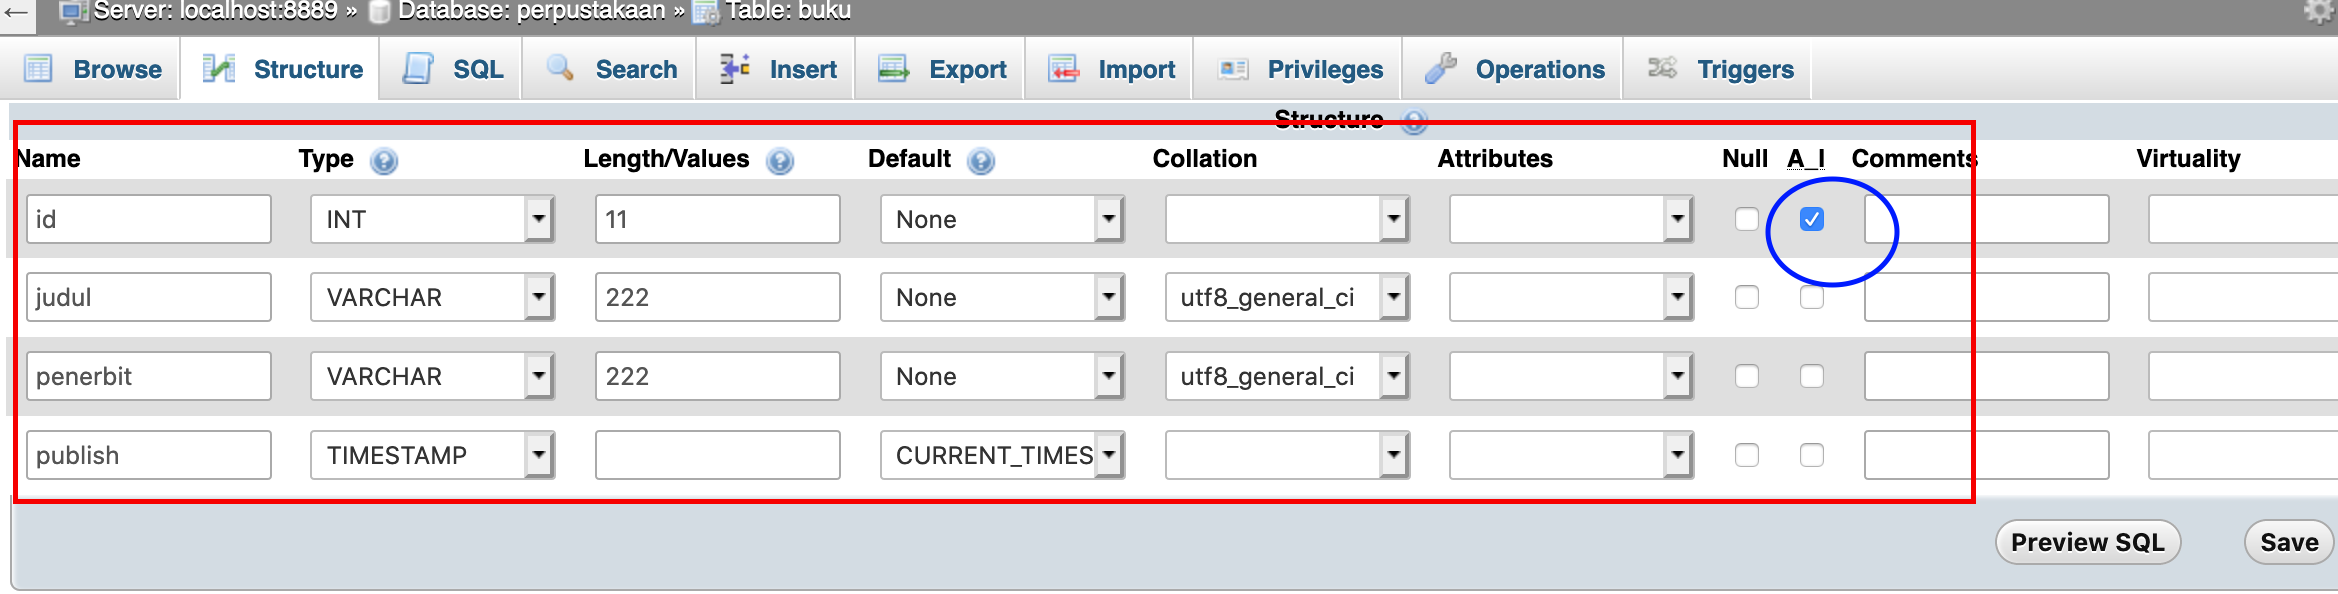 Server: localhost:8889 » Database: perpustakaan » Table: buku
Browse Structure SQL Search Insert Export Import Privileges Operations Triggers
Structure
Name Type Length/Values Default Collation Attributes Null A_I Comments Virtuality
id INT 11 None
judul VARCHAR 222 None utf8_general_ci
penerbit VARCHAR 222 None utf8_general_ci
publish TIMESTAMP CURRENT_TIMES
Preview SQL Save